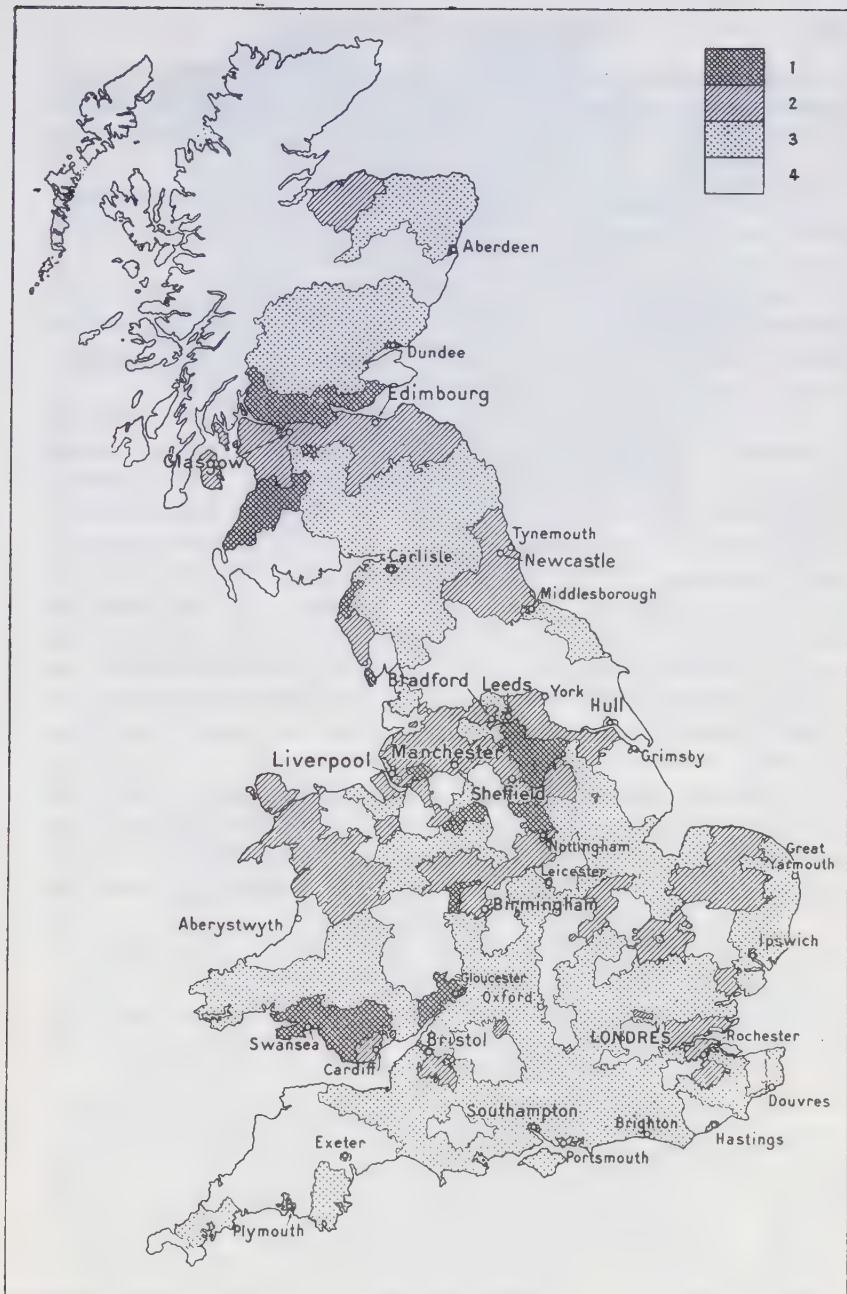 1
2
3
4
Aberdeen
Dundee
Edimbourg
Glasgow
Tynemouth
Carlisle
Newcastle
Middlesborough
Bradford
Leeds
York
Hull
Liverpool
Manchester
Grimsby
Sheffield
Nottingham
Great
Yarmouth
Leicester
Birmingham
Aberystwyth
Ipswich
Gloucester
Oxford
LONDRES
Rochester
Swansea
Bristol
Cardiff
Douvres
Southampton
Brighton
Hastings
Exeter
Portsmouth
Plymouth